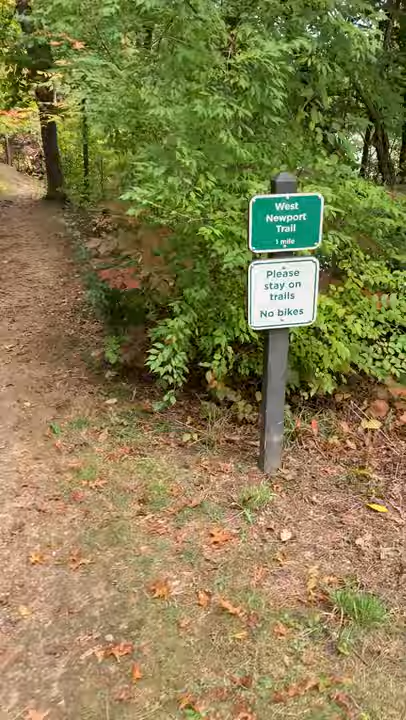 West
Newport
Trail
1 mile
Please
stay on
trails
No bikes